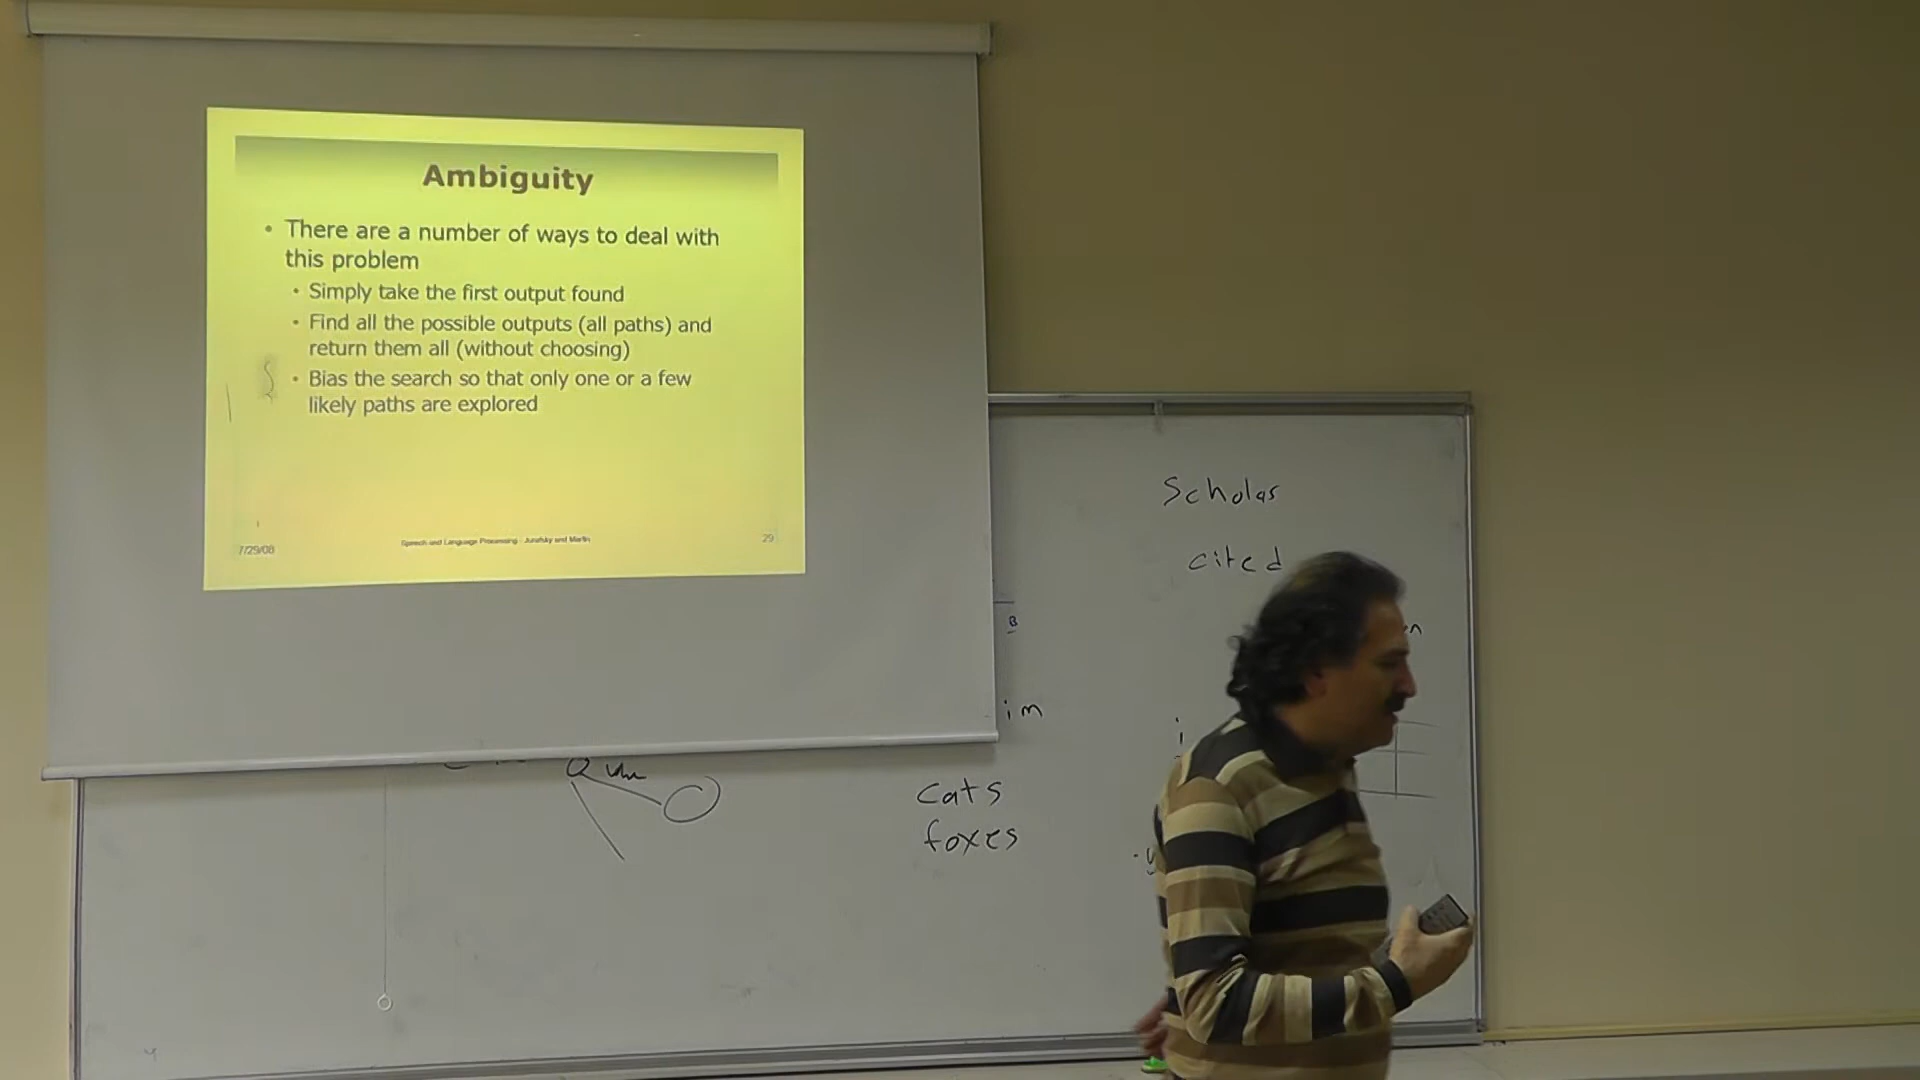 Ambiguity
• There are a number of ways to deal with
this problem
• Simply take the first output found
• Find all the possible outputs (all paths) and
return them all (without choosing)
• Bias the search so that only one or a few
likely paths are explored
7/29/08
Speech and Language Processing - Jurafsky and Martin
29
Scholar
cited
B
im
i
cats
foxes